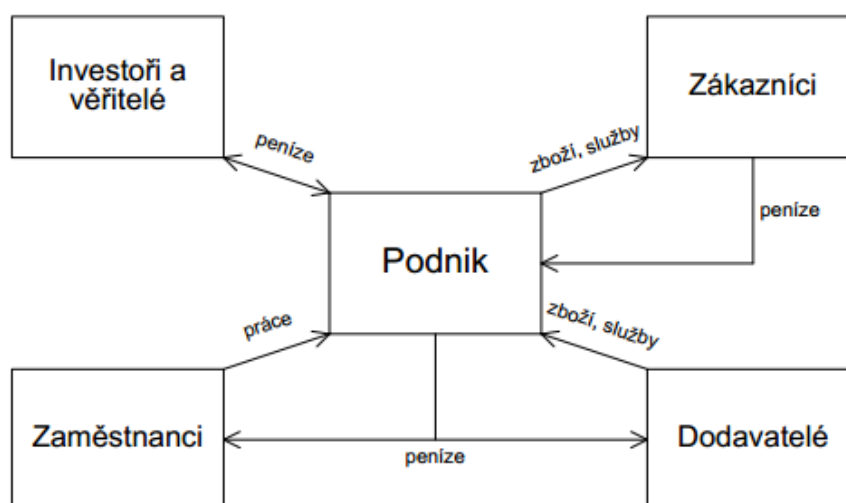 Investoři a
věřitelé
Zákazníci
peníze
zboží, služby
peníze
Podnik
práce
zboží, služby
Zaměstnanci
peníze
Dodavatelé